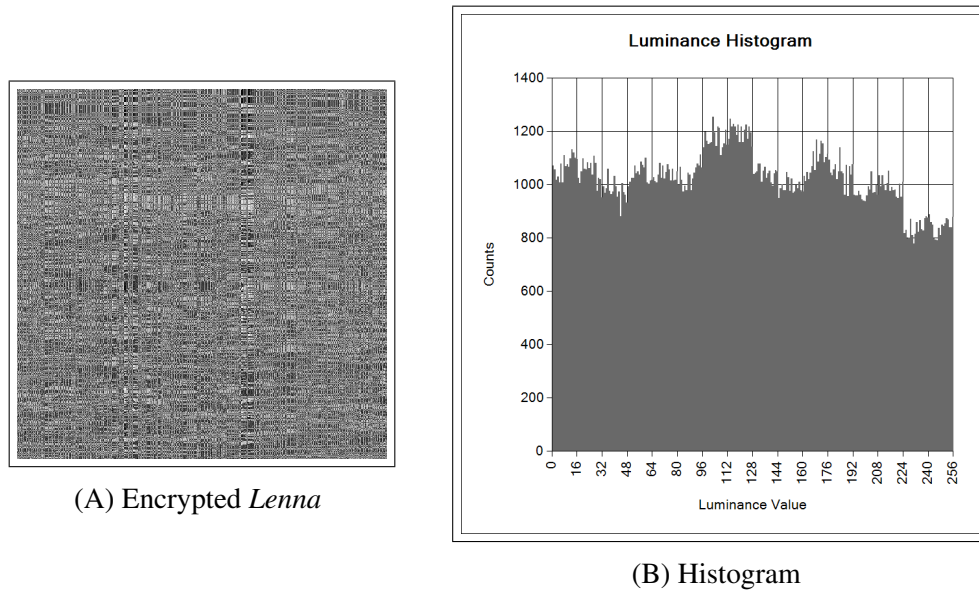 Luminance Histogram
1400
1200
1000
800
600
400
200
0
Counts
0 16 32 48 64 80 96 112 128 144 160 176 192 208 224 240 256
Luminance Value
(A) Encrypted Lenna
(B) Histogram